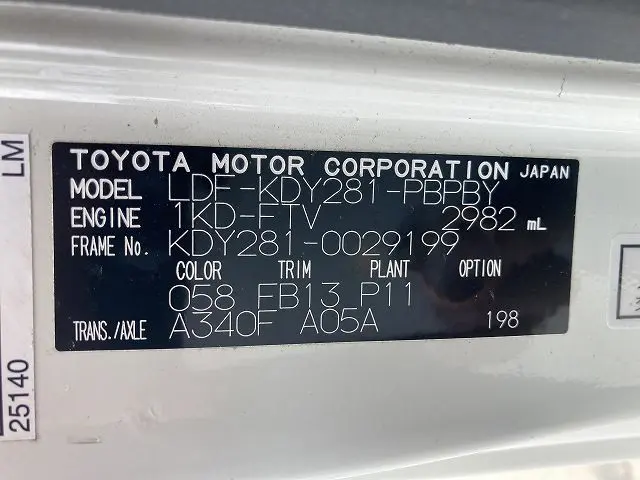 TOYOTA MOTOR CORPORATION JAPAN
MODEL LDF-KDY281-PBPBY
ENGINE 1KD-FTV 2982 mL
FRAME No. KDY281-0029199
COLOR TRIM PLANT OPTION
058 FB13 P11
TRANS./AXLE A340F A05A 198
LM
25140